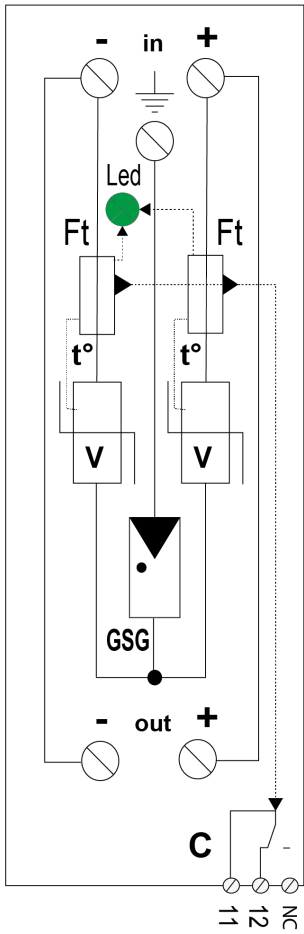 - in +
Led
Ft Ft
t° t°
V V
GSG
- out +
C
11 12 NC